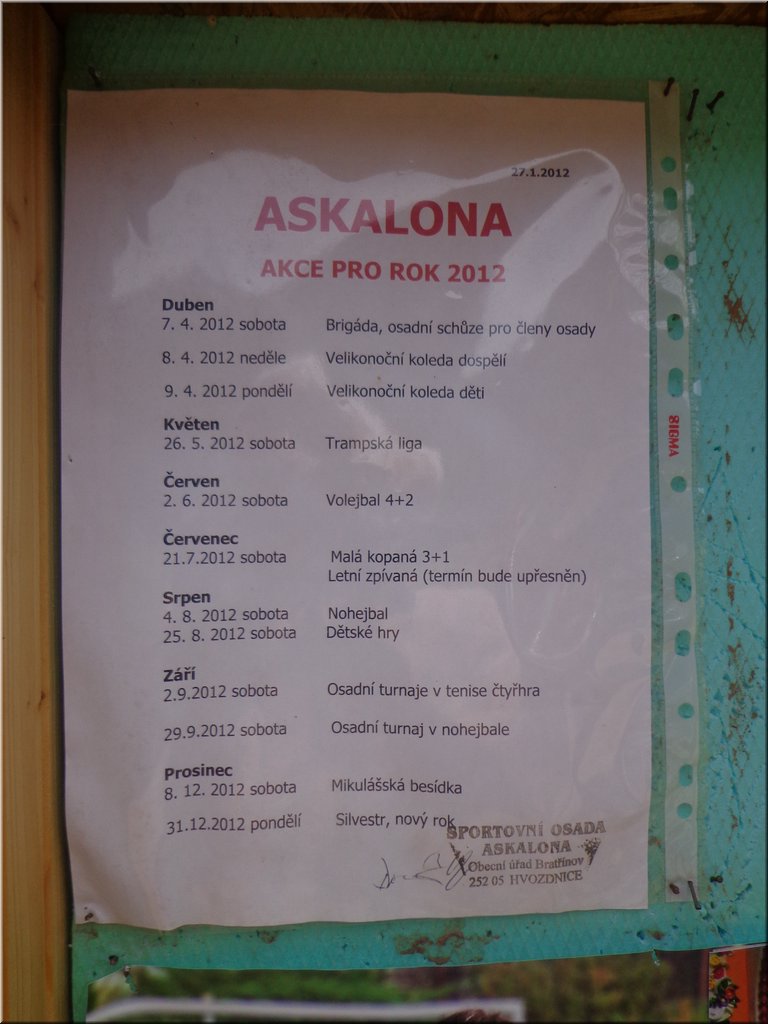 27.1.2012
ASKALONA
AKCE PRO ROK 2012
Duben
7. 4. 2012 sobota Brigáda, osadní schůze pro členy osady
8. 4. 2012 neděle Velikonoční koleda dospělí
9. 4. 2012 pondělí Velikonoční koleda děti
Květen
26. 5. 2012 sobota Trampská liga
Červen
2. 6. 2012 sobota Volejbal 4+2
Červenec
21.7.2012 sobota Malá kopaná 3+1
Letní zpívaná (termín bude upřesněn)
Srpen
4. 8. 2012 sobota Nohejbal
25. 8. 2012 sobota Dětské hry
Září
2.9.2012 sobota Osadní turnaje v tenise čtyřhra
29.9.2012 sobota Osadní turnaj v nohejbale
Prosinec
8. 12. 2012 sobota Mikulášská besídka
31.12.2012 pondělí Silvestr, nový rok
SPORTOVNÍ OSADA
ASKALONA
Obecní úřad Bratřínov
252 05 HVOZDNICE
SIGMA